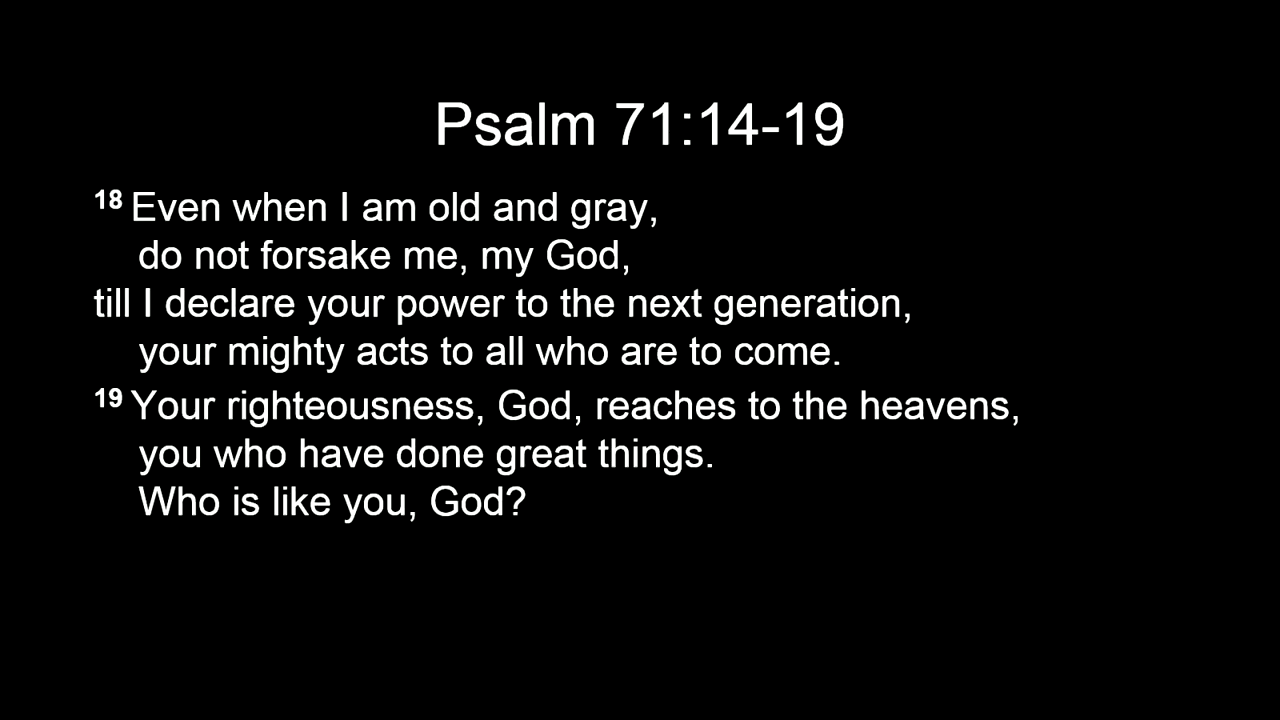 Psalm 71:14-19
18 Even when I am old and gray,
do not forsake me, my God,
till I declare your power to the next generation,
your mighty acts to all who are to come.
19 Your righteousness, God, reaches to the heavens,
you who have done great things.
Who is like you, God?